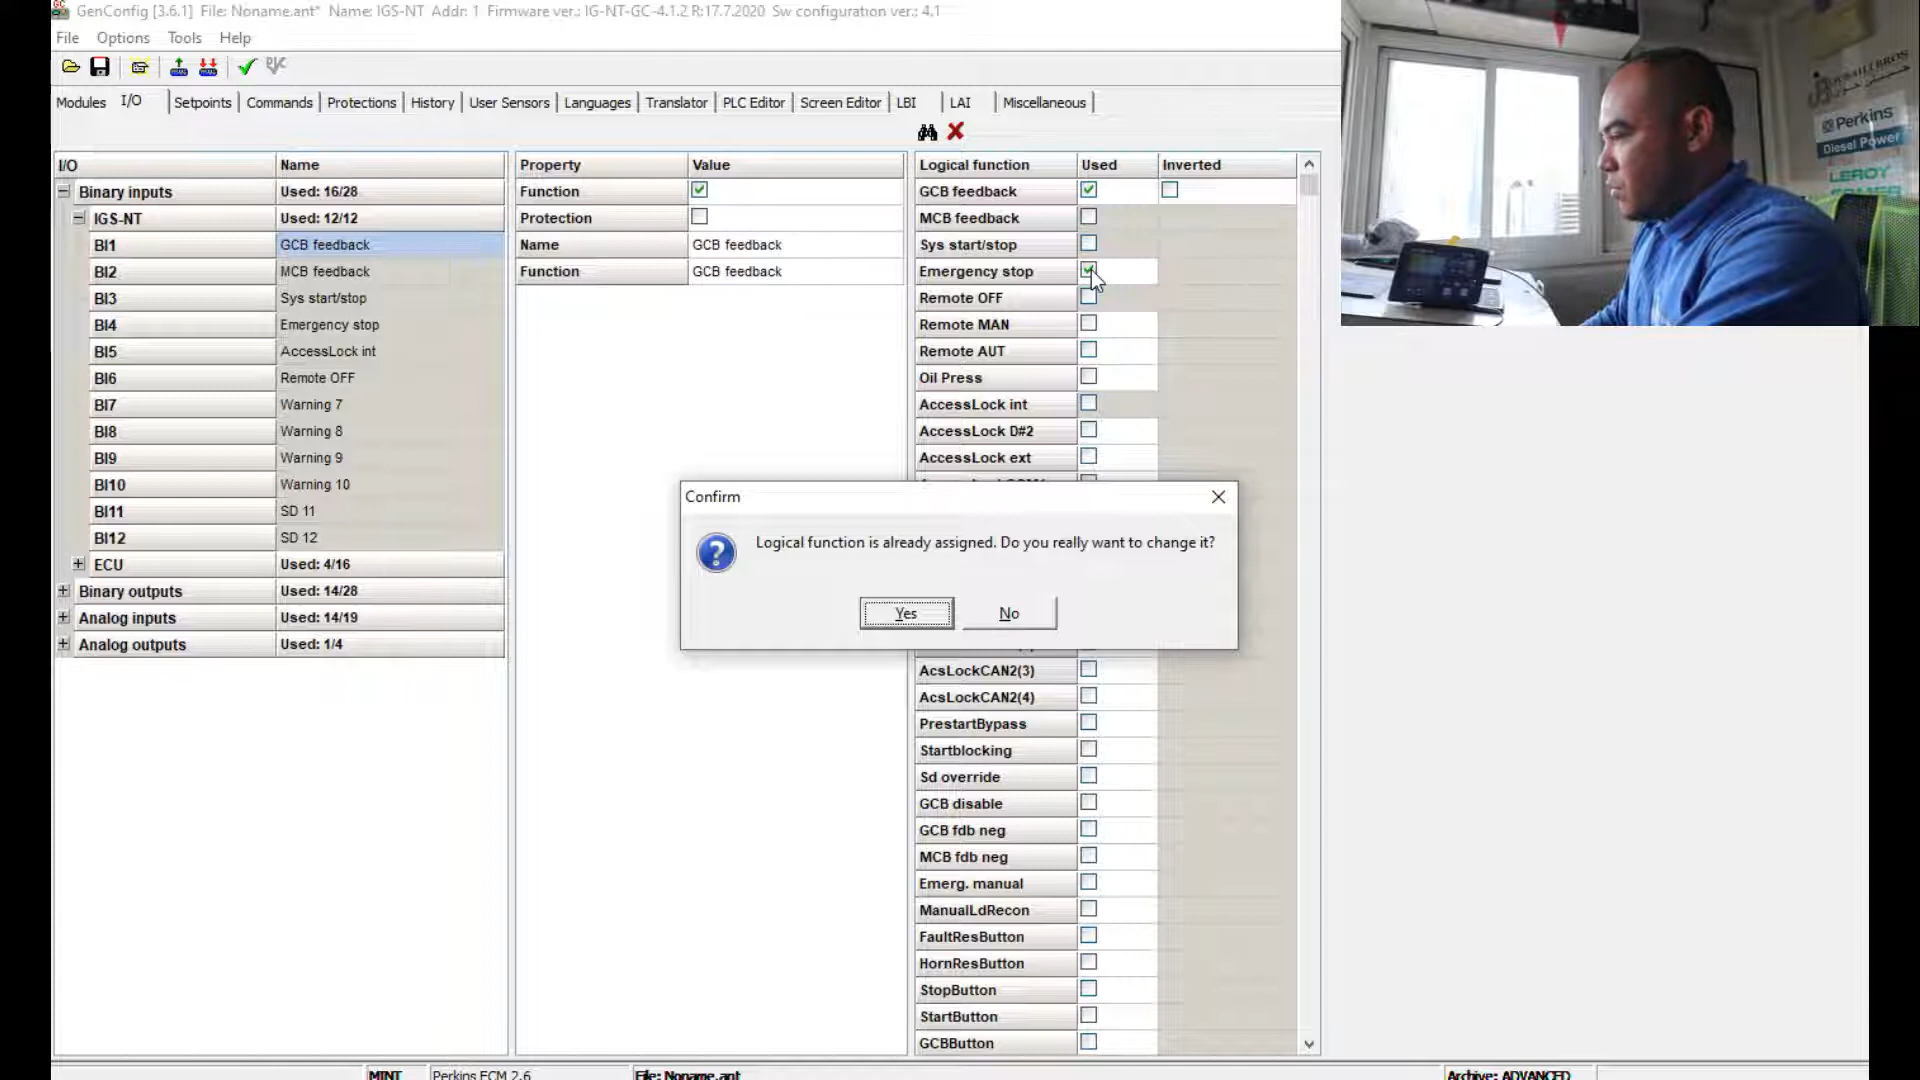 GenConfig [3.6.1] File: Noname.ant* Name: IGS-NT Addr: 1 Firmware ver.: IG-NT-GC-4.1.2 R:17.7.2020 Sw configuration ver.: 4.1
File Options Tools Help
Modules I/O Setpoints Commands Protections History User Sensors Languages Translator PLC Editor Screen Editor LBI LAI Miscellaneous
I/O Name
Binary inputs Used: 16/28
IGS-NT Used: 12/12
BI1 GCB feedback
BI2 MCB feedback
BI3 Sys start/stop
BI4 Emergency stop
BI5 AccessLock int
BI6 Remote OFF
BI7 Warning 7
BI8 Warning 8
BI9 Warning 9
BI10 Warning 10
BI11 SD 11
BI12 SD 12
ECU Used: 4/16
Binary outputs Used: 14/28
Analog inputs Used: 14/19
Analog outputs Used: 1/4
Property Value
Function
Protection
Name GCB feedback
Function GCB feedback
Logical function Used Inverted
GCB feedback
MCB feedback
Sys start/stop
Emergency stop
Remote OFF
Remote MAN
Remote AUT
Oil Press
AccessLock int
AccessLock D#2
AccessLock ext
Confirm
Logical function is already assigned. Do you really want to change it?
Yes No
AcsLockCAN2(3)
AcsLockCAN2(4)
PrestartBypass
Startblocking
Sd override
GCB disable
GCB fdb neg
MCB fdb neg
Emerg. manual
ManualLdRecon
FaultResButton
HornResButton
StopButton
StartButton
GCBButton
MINT Perkins ECM 2.6 File: Noname.ant Archive: ADVANCED
Perkins
Diesel Power
LEROY